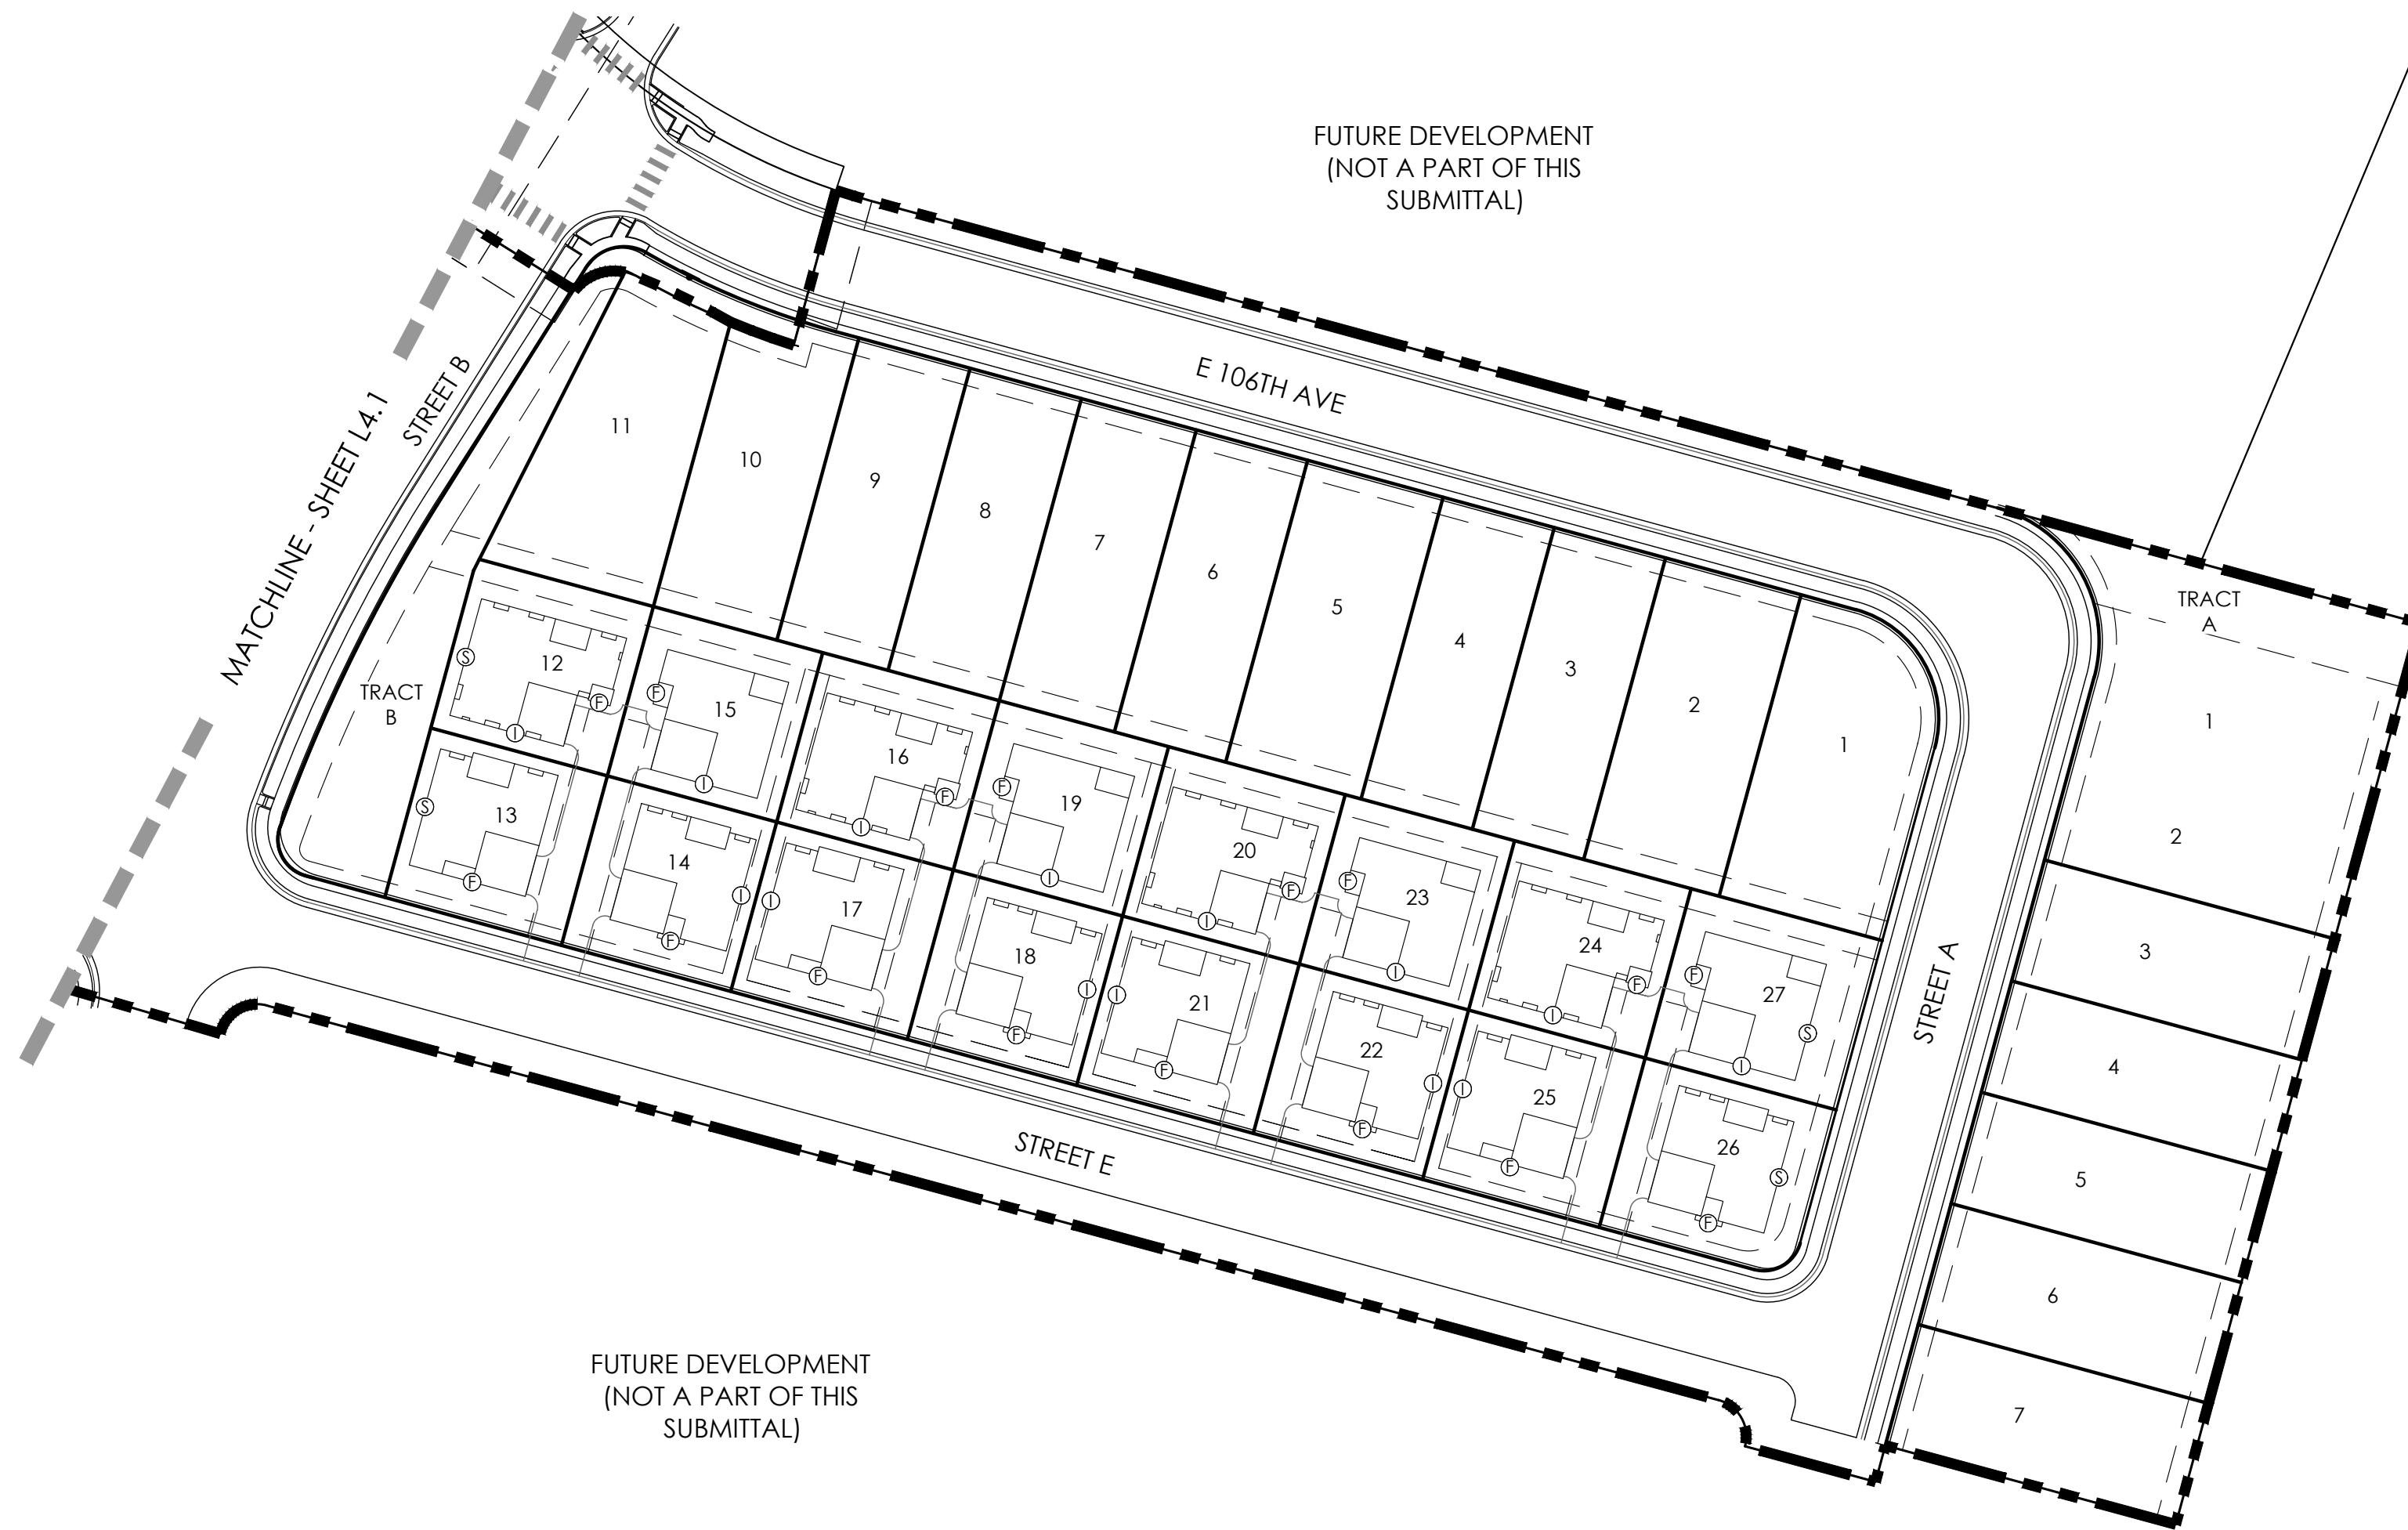 FUTURE DEVELOPMENT
(NOT A PART OF THIS
SUBMITTAL)
E 106TH AVE
STREET B
MATCHLINE - SHEET L4.1
11
10
9
8
7
6
5
4
3
2
1
TRACT
A
1
2
3
4
5
6
7
STREET A
TRACT
B
12
S
F
I
15
F
I
16
F
I
19
F
I
20
F
I
23
F
I
24
F
I
27
F
S
I
13
S
F
14
I
F
17
I
F
18
I
F
21
I
F
22
I
F
25
I
F
26
S
F
STREET E
FUTURE DEVELOPMENT
(NOT A PART OF THIS
SUBMITTAL)